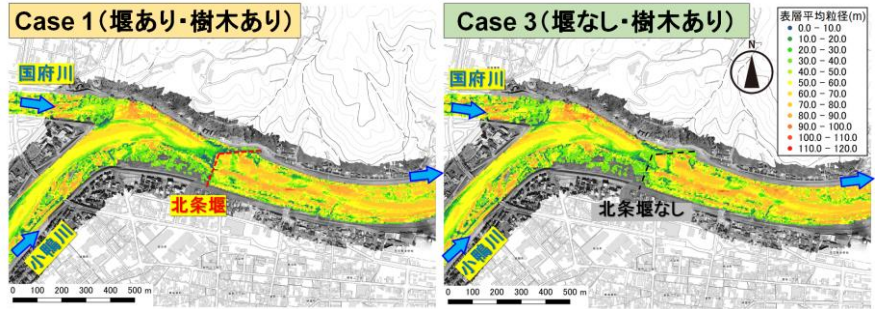 Case 1（堰あり・樹木あり）
国府川
北条堰
小鴨川
0 100 200 300 400 500 m
Case 3（堰なし・樹木あり）
国府川
北条堰なし
小鴨川
0 100 200 300 400 500 m
N
表層平均粒径(m)
0.0 - 10.0
10.0 - 20.0
20.0 - 30.0
30.0 - 40.0
40.0 - 50.0
50.0 - 60.0
60.0 - 70.0
70.0 - 80.0
80.0 - 90.0
90.0 - 100.0
100.0 - 110.0
110.0 - 120.0